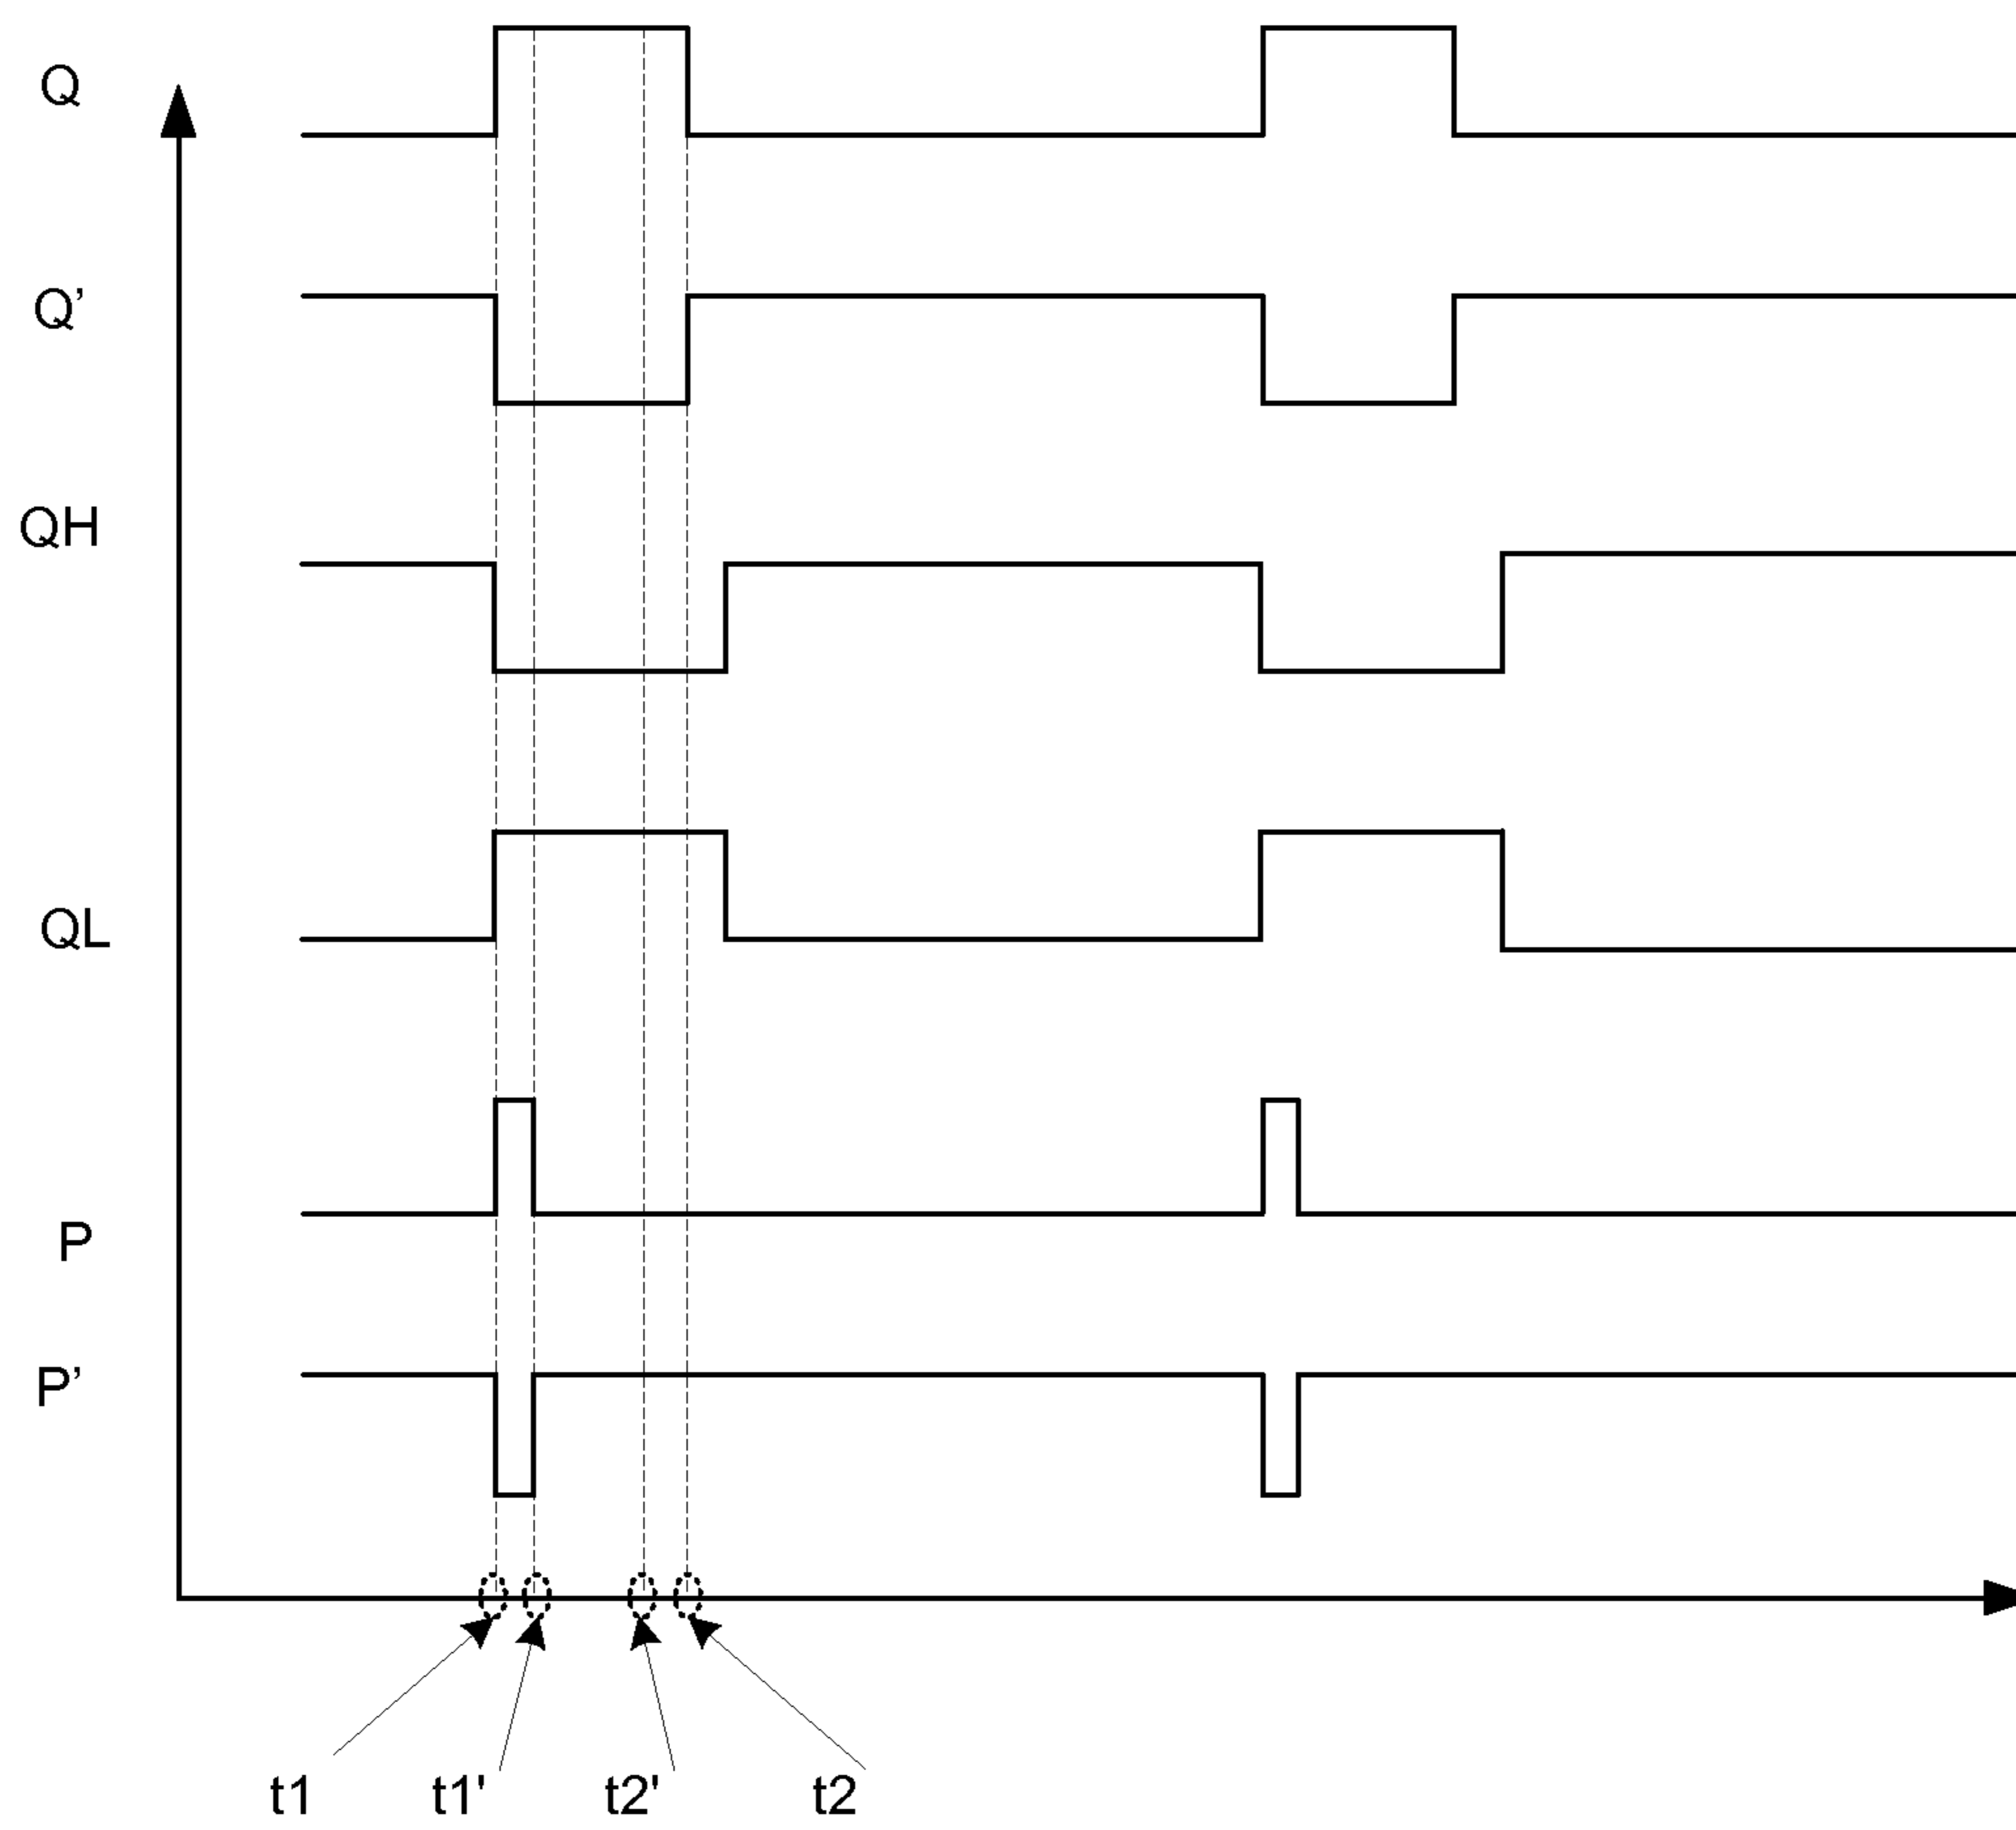 Q
Q’
QH
QL
P
P’
t1 t1' t2' t2